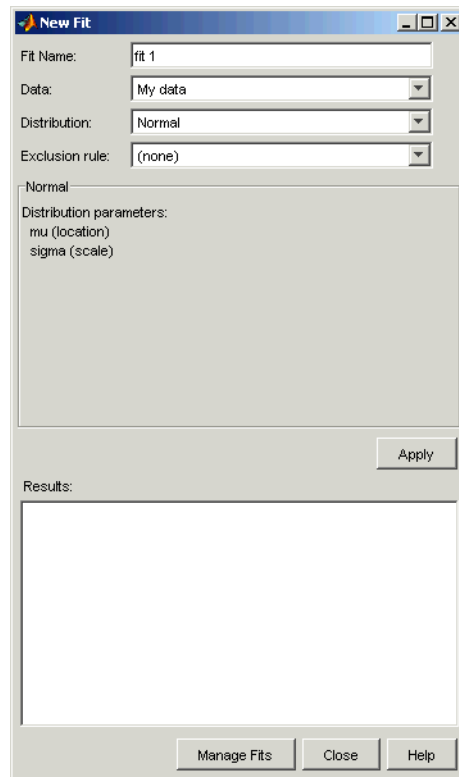 New Fit
Fit Name: fit 1
Data: My data
Distribution: Normal
Exclusion rule: (none)
Normal
Distribution parameters:
mu (location)
sigma (scale)
Apply
Results:
Manage Fits Close Help